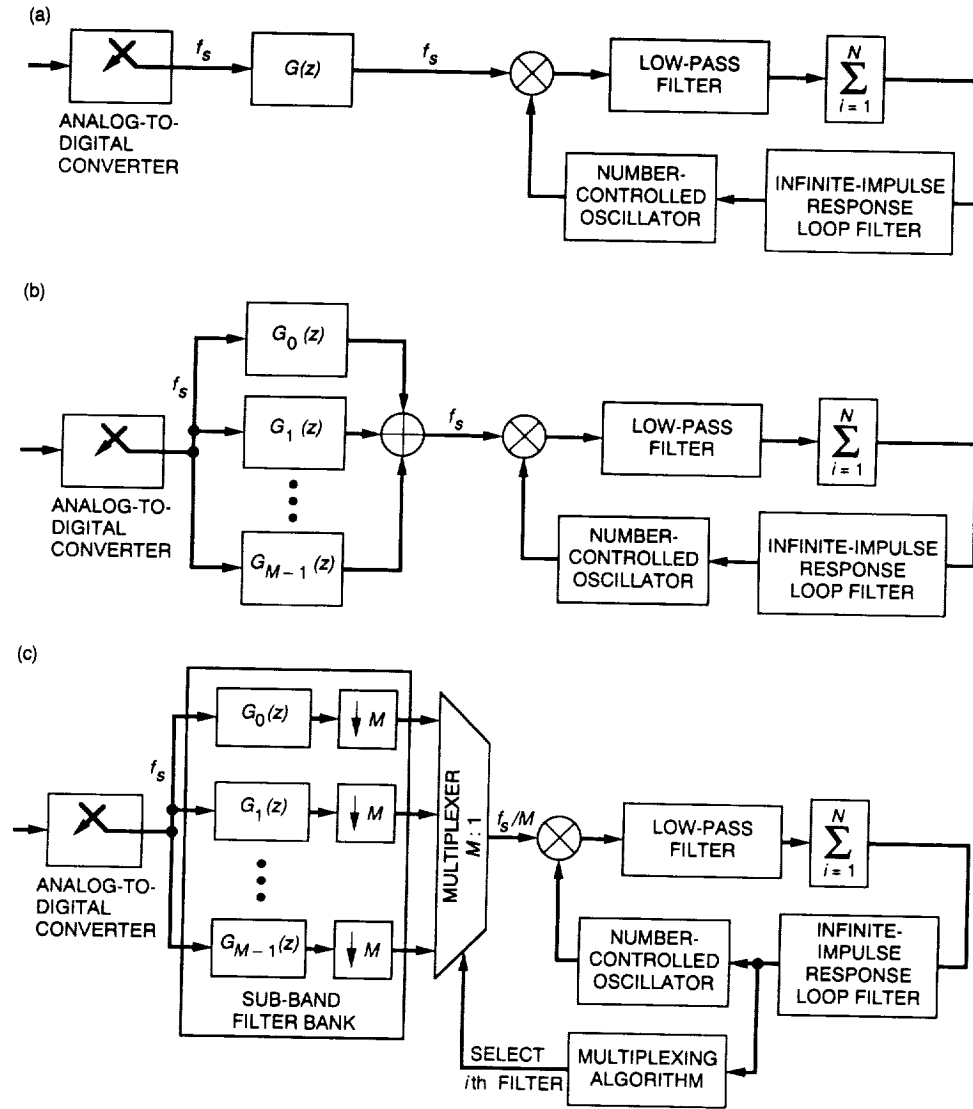 (a)
f_s
G(z)
f_s
LOW-PASS
FILTER
N
∑
i = 1
ANALOG-TO-
DIGITAL
CONVERTER
NUMBER-
CONTROLLED
OSCILLATOR
INFINITE-IMPULSE
RESPONSE
LOOP FILTER
(b)
G_0 (z)
f_s
G_1 (z)
f_s
LOW-PASS
FILTER
N
∑
i = 1
ANALOG-TO-
DIGITAL
CONVERTER
G_{M-1} (z)
NUMBER-
CONTROLLED
OSCILLATOR
INFINITE-IMPULSE
RESPONSE
LOOP FILTER
(c)
G_0(z)
↓ M
f_s
G_1(z)
↓ M
MULTIPLEXER
M : 1
f_s/M
LOW-PASS
FILTER
N
∑
i = 1
ANALOG-TO-
DIGITAL
CONVERTER
G_{M-1}(z)
↓ M
SUB-BAND
FILTER BANK
NUMBER-
CONTROLLED
OSCILLATOR
INFINITE-
IMPULSE
RESPONSE
LOOP FILTER
SELECT
ith FILTER
MULTIPLEXING
ALGORITHM